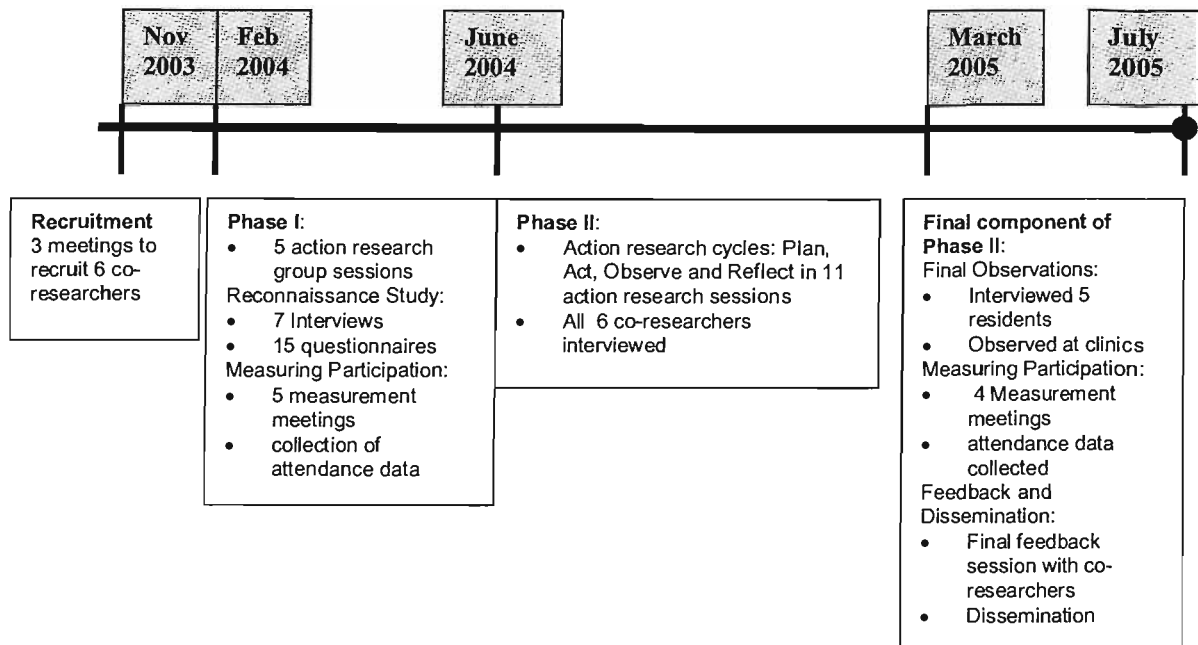 Nov
2003
Feb
2004
June
2004
March
2005
July
2005
Recruitment
3 meetings to
recruit 6 co-
researchers
Phase I:
• 5 action research
group sessions
Reconnaissance Study:
• 7 Interviews
• 15 questionnaires
Measuring Participation:
• 5 measurement
meetings
• collection of
attendance data
Phase II:
• Action research cycles: Plan,
Act, Observe and Reflect in 11
action research sessions
• All 6 co-researchers
interviewed
Final component of
Phase II:
Final Observations:
• Interviewed 5
residents
• Observed at clinics
Measuring Participation:
• 4 Measurement
meetings
• attendance data
collected
Feedback and
Dissemination:
• Final feedback
session with co-
researchers
• Dissemination